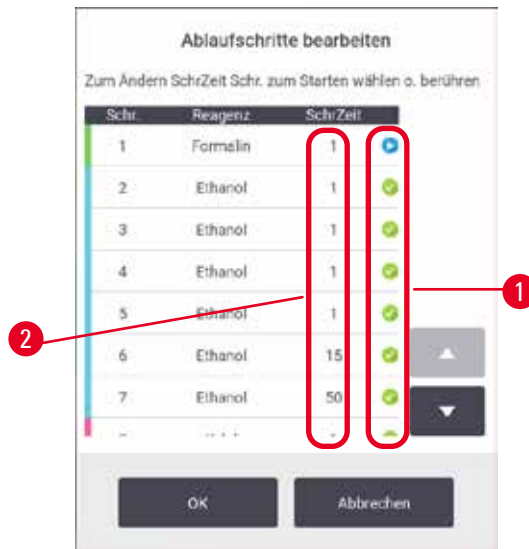 Ablaufschritte bearbeiten
Zum Ändern SchrZeit Schr. zum Starten wählen o. berühren
Schr. Reagenz SchrZeit
1 Formalin 1
2 Ethanol 1
3 Ethanol 1
4 Ethanol 1
5 Ethanol 1
6 Ethanol 15
7 Ethanol 50
1
2
OK Abbrechen